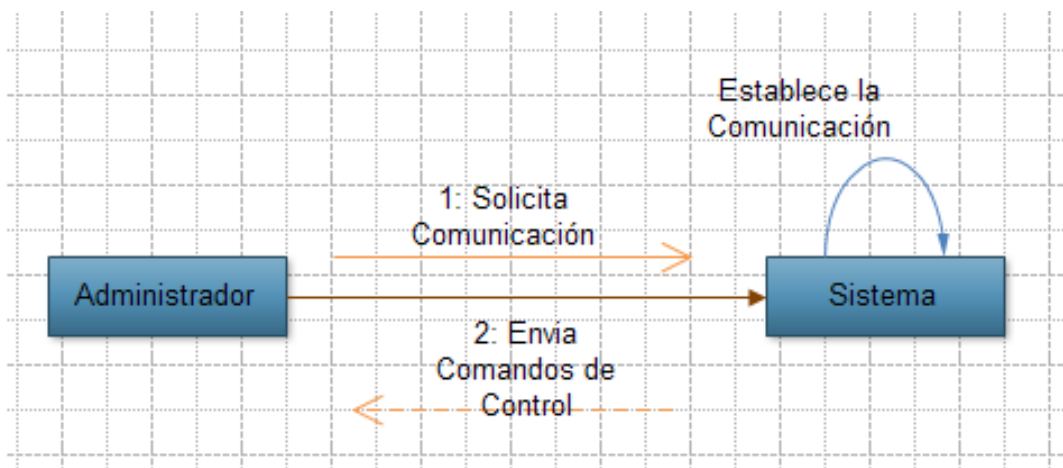 Establece la
Comunicación
1: Solicita
Comunicación
Administrador
Sistema
2: Envia
Comandos de
Control